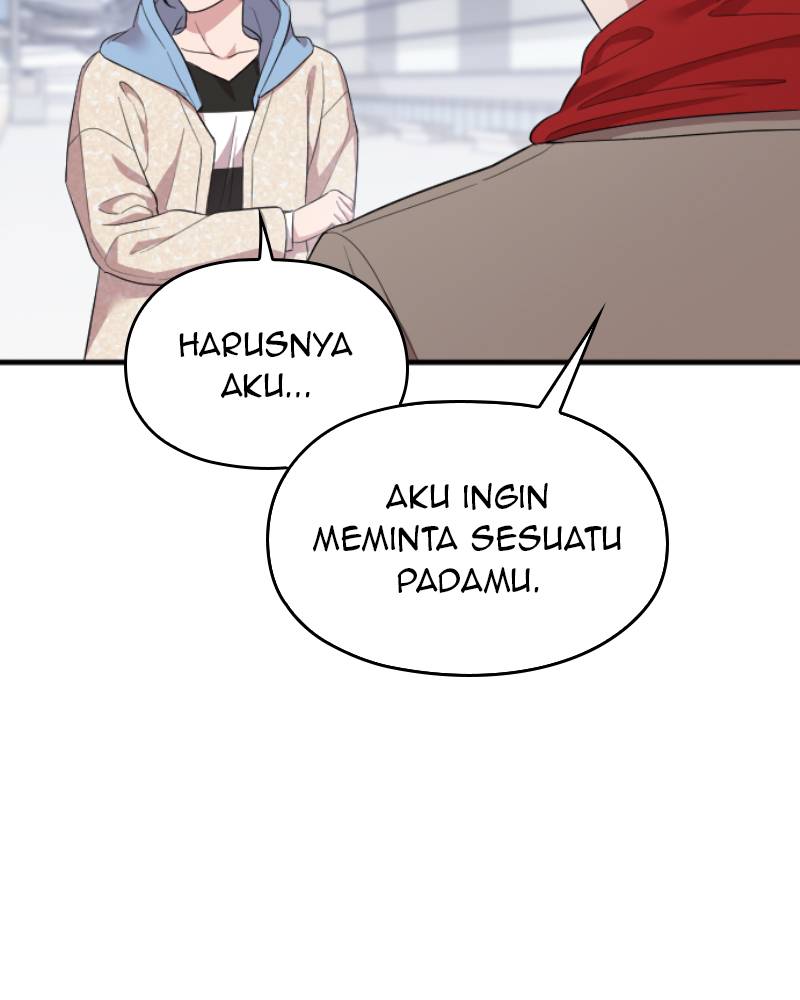 HARUSNYA
AKU...
AKU INGIN
MEMINTA SESUATU
PADAMU.